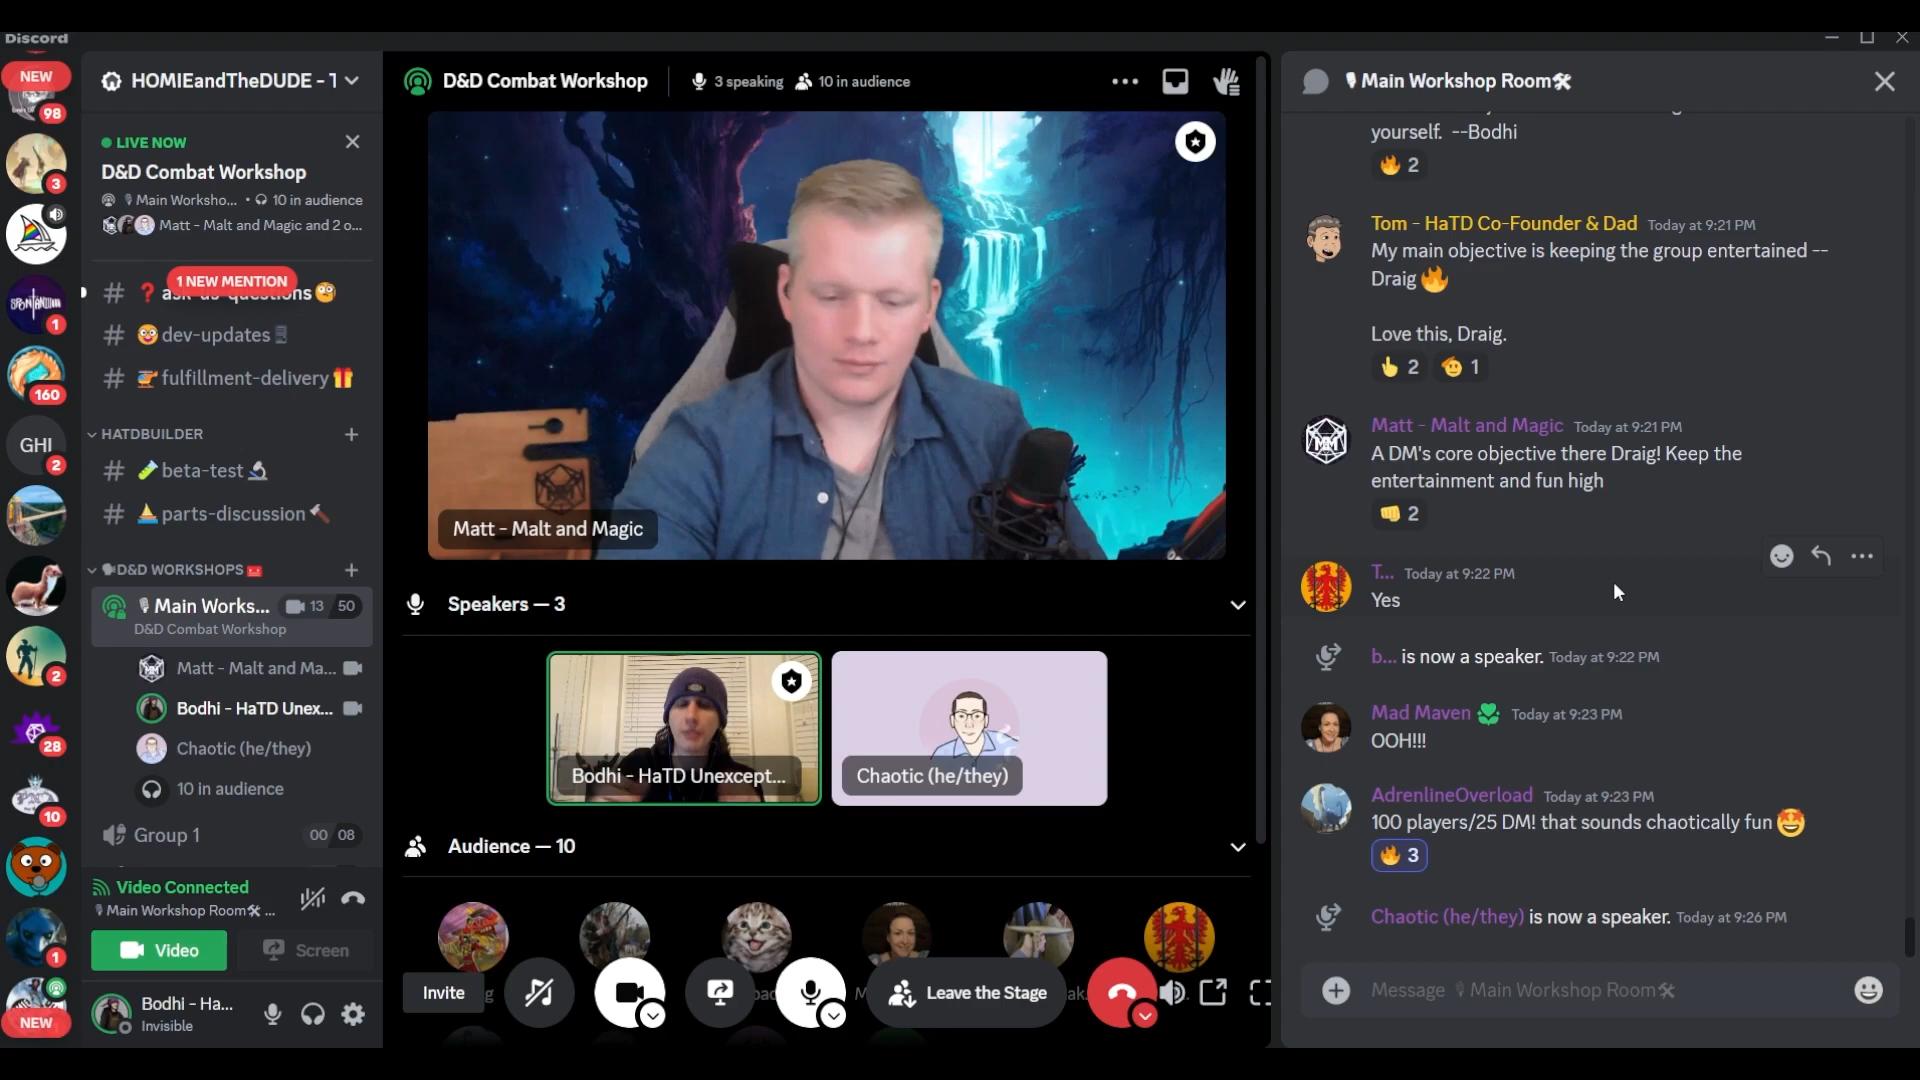 Discord
NEW
98
3
1
160
GHI
2
2
28
10
1
NEW
HOMIEandTheDUDE - T
LIVE NOW
D&D Combat Workshop
Main Worksho... • 10 in audience
Matt - Malt and Magic and 2 o...
1 NEW MENTION
# ❓
# 🧐dev-updates
# fulfillment-delivery🎁
HATDBUILDER
# 🧪beta-test🔬
# ⛵parts-discussion🔨
D&D WORKSHOPS
🎙Main Works... 13 50
D&D Combat Workshop
Matt - Malt and Ma...
Bodhi - HaTD Unex...
Chaotic (he/they)
10 in audience
Group 1 00 08
Video Connected
🎙Main Workshop Room🛠 ...
Video
Screen
Bodhi - Ha...
Invisible
D&D Combat Workshop 3 speaking 10 in audience
Matt - Malt and Magic
Speakers — 3
Bodhi - HaTD Unexcept...
Chaotic (he/they)
Audience — 10
Invite
Leave the Stage
🎙Main Workshop Room🛠
yourself. --Bodhi
🔥 2
Tom - HaTD Co-Founder & Dad Today at 9:21 PM
My main objective is keeping the group entertained --
Draig🔥
Love this, Draig.
👆 2 🫡 1
Matt - Malt and Magic Today at 9:21 PM
A DM's core objective there Draig! Keep the
entertainment and fun high
👊 2
T... Today at 9:22 PM
Yes
b... is now a speaker. Today at 9:22 PM
Mad Maven Today at 9:23 PM
OOH!!!
AdrenlineOverload Today at 9:23 PM
100 players/25 DM! that sounds chaotically fun🤩
🔥 3
Chaotic (he/they) is now a speaker. Today at 9:26 PM
Message 🎙Main Workshop Room🛠